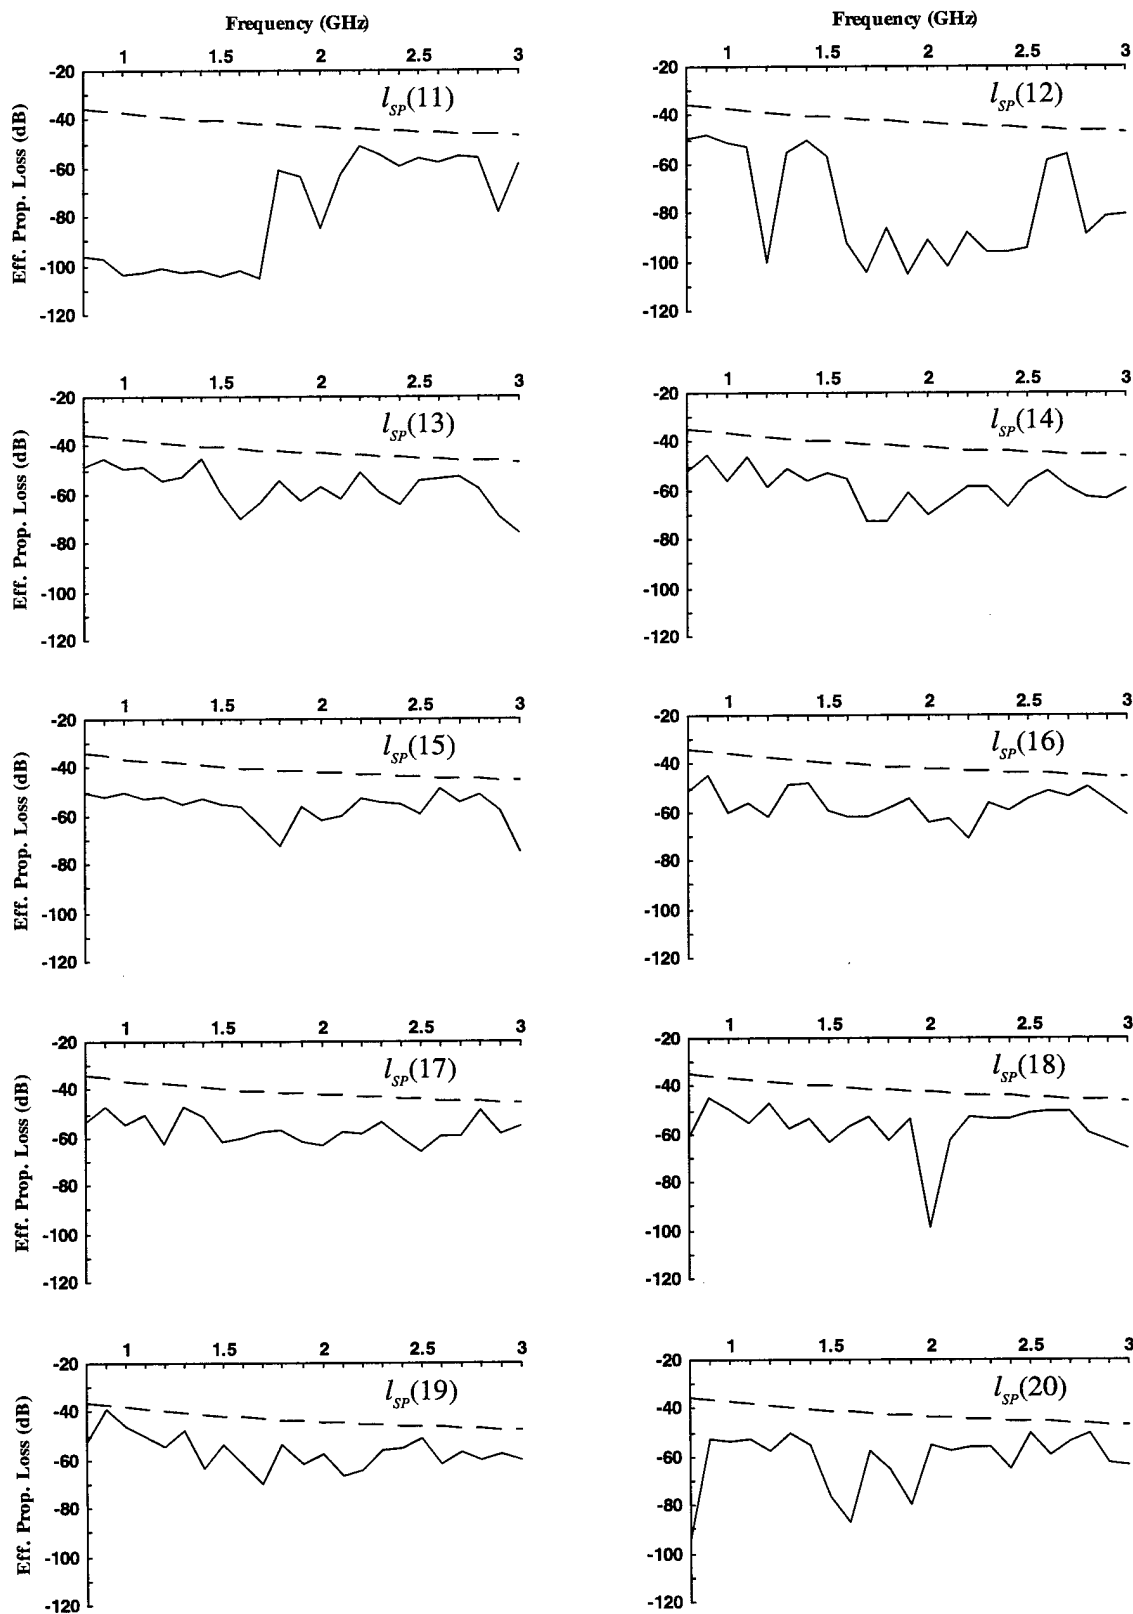 Frequency (GHz) Frequency (GHz)
1 1.5 2 2.5 3 1 1.5 2 2.5 3
-20 -20
l_SP(11) l_SP(12)
-40 -40
-60 -60
-80 -80
-100 -100
-120 -120
Eff. Prop. Loss (dB)
1 1.5 2 2.5 3 1 1.5 2 2.5 3
-20 -20
l_SP(13) l_SP(14)
-40 -40
-60 -60
-80 -80
-100 -100
-120 -120
Eff. Prop. Loss (dB)
1 1.5 2 2.5 3 1 1.5 2 2.5 3
-20 -20
l_SP(15) l_SP(16)
-40 -40
-60 -60
-80 -80
-100 -100
-120 -120
Eff. Prop. Loss (dB)
1 1.5 2 2.5 3 1 1.5 2 2.5 3
-20 -20
l_SP(17) l_SP(18)
-40 -40
-60 -60
-80 -80
-100 -100
-120 -120
Eff. Prop. Loss (dB)
1 1.5 2 2.5 3 1 1.5 2 2.5 3
-20 -20
l_SP(19) l_SP(20)
-40 -40
-60 -60
-80 -80
-100 -100
-120 -120
Eff. Prop. Loss (dB)